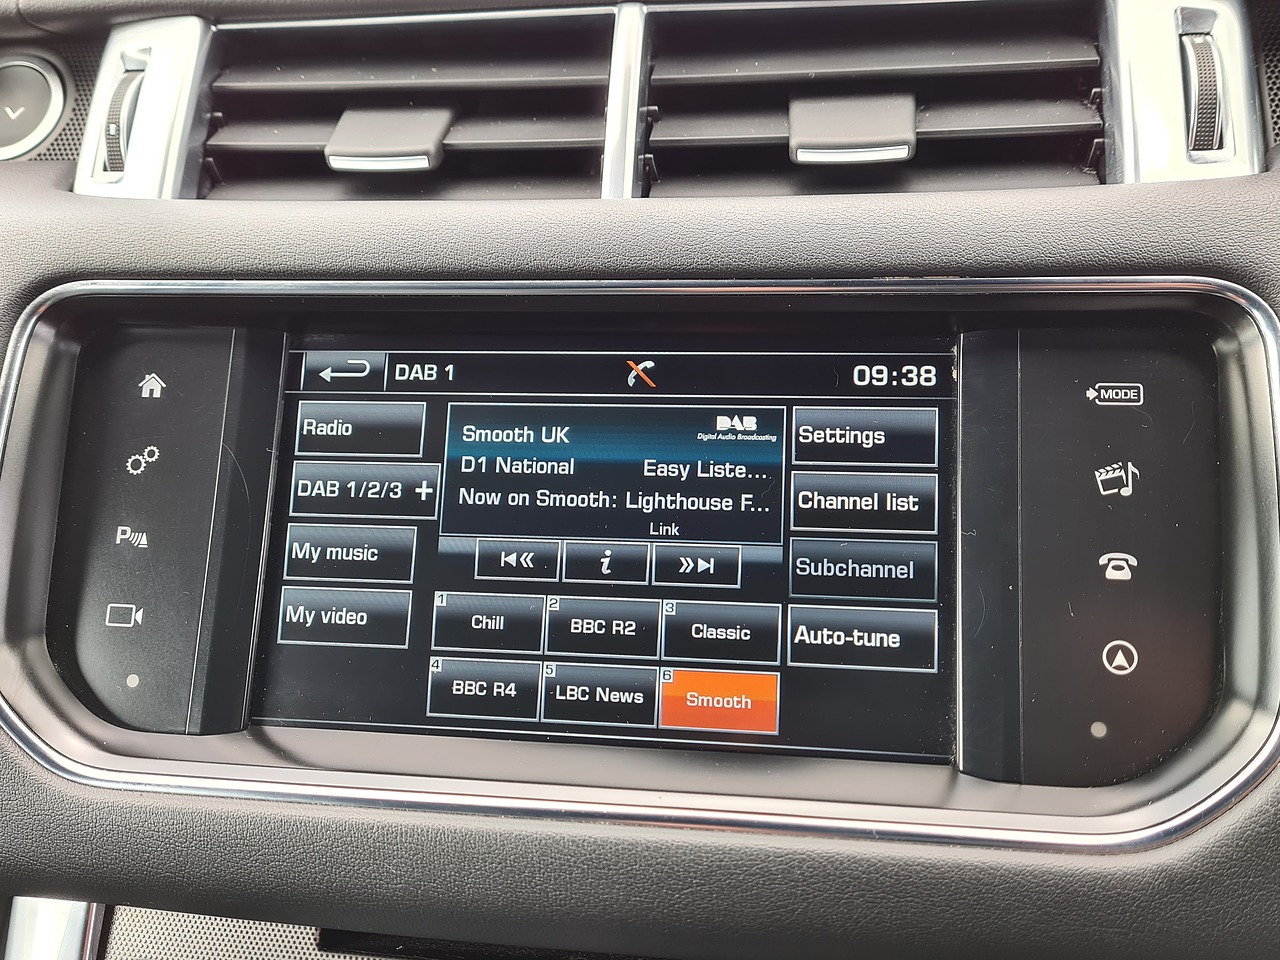 DAB 1
09:38
Radio
DAB 1/2/3 +
My music
My video
Smooth UK
DAB
Digital Audio Broadcasting
D1 National
Easy Liste...
Now on Smooth: Lighthouse F...
Link
i
1 Chill
2 BBC R2
3 Classic
4 BBC R4
5 LBC News
6 Smooth
Settings
Channel list
Subchannel
Auto-tune
P
MODE